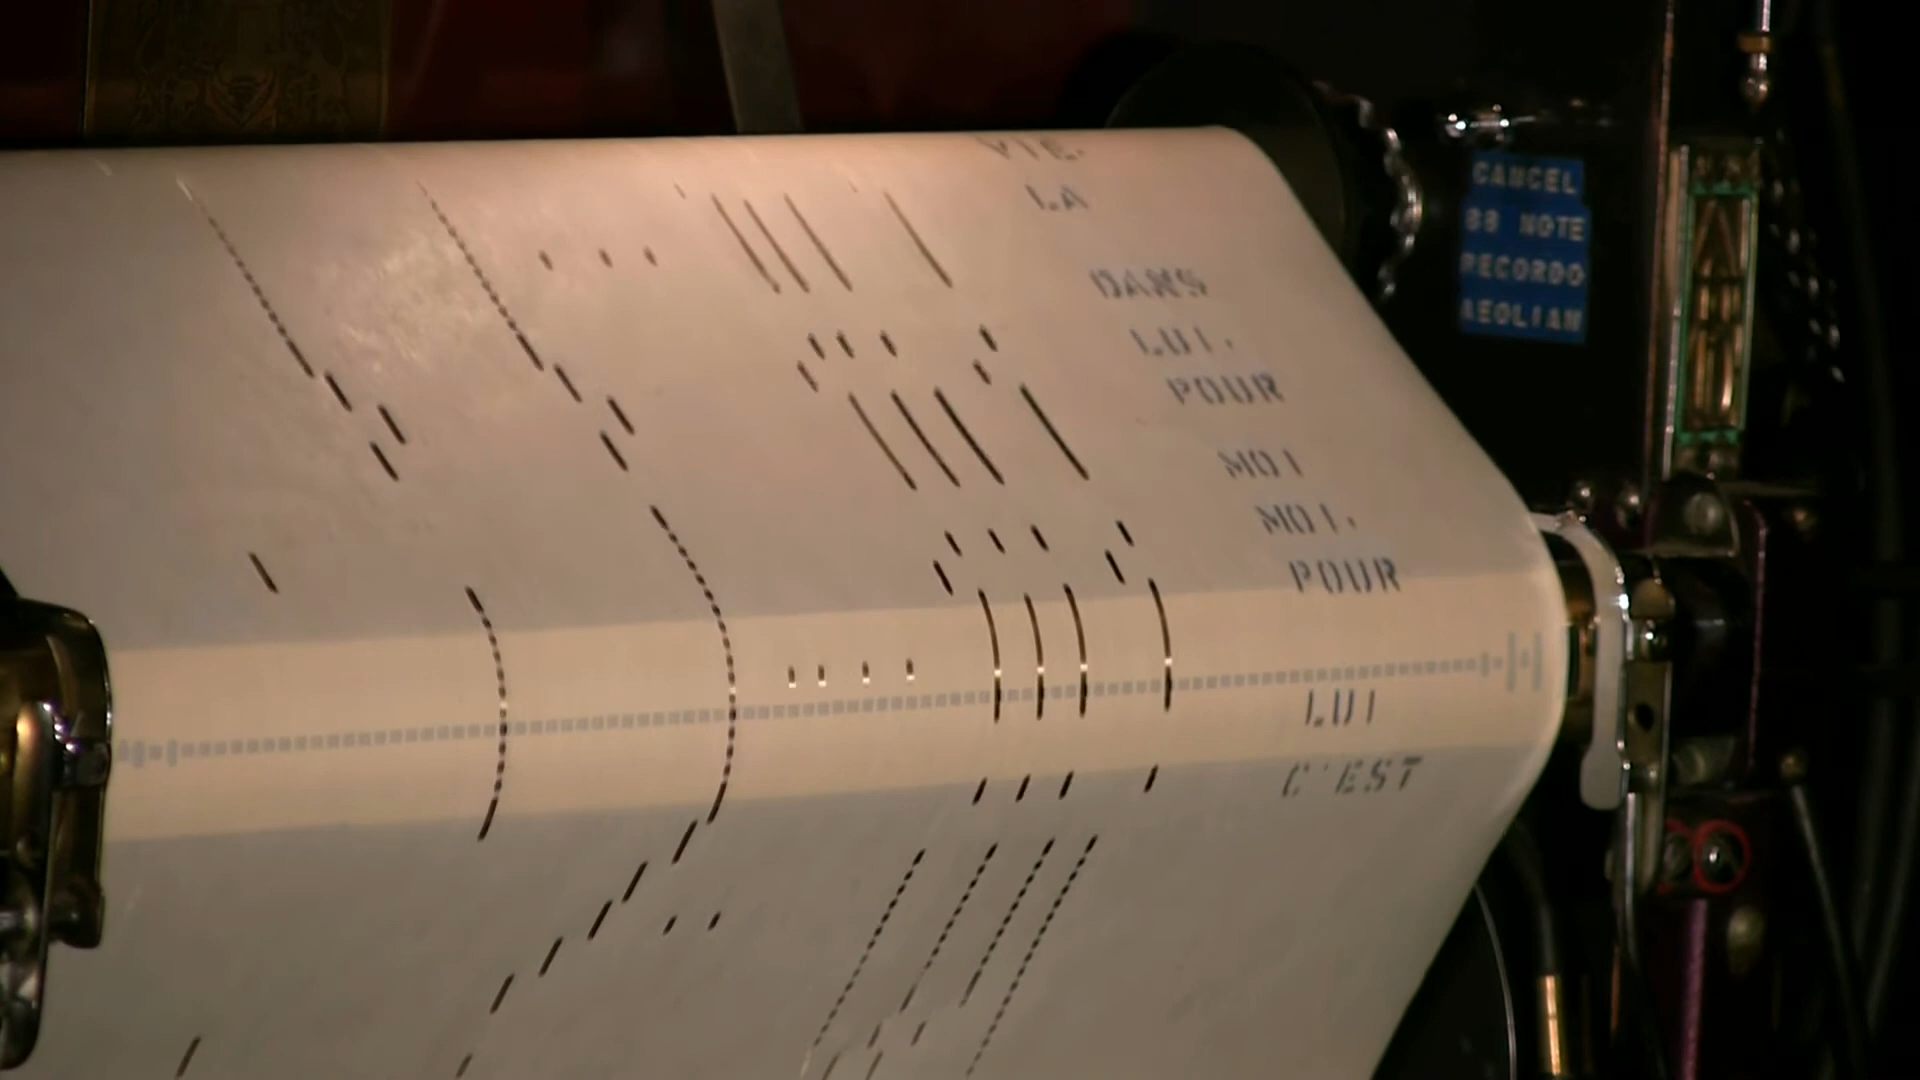 VIE.
LA
DANS
LUI.
POUR
MOI
MOI.
POUR
LUI
C'EST
CANCEL
88 NOTE
RECORDO
AEOLIAN